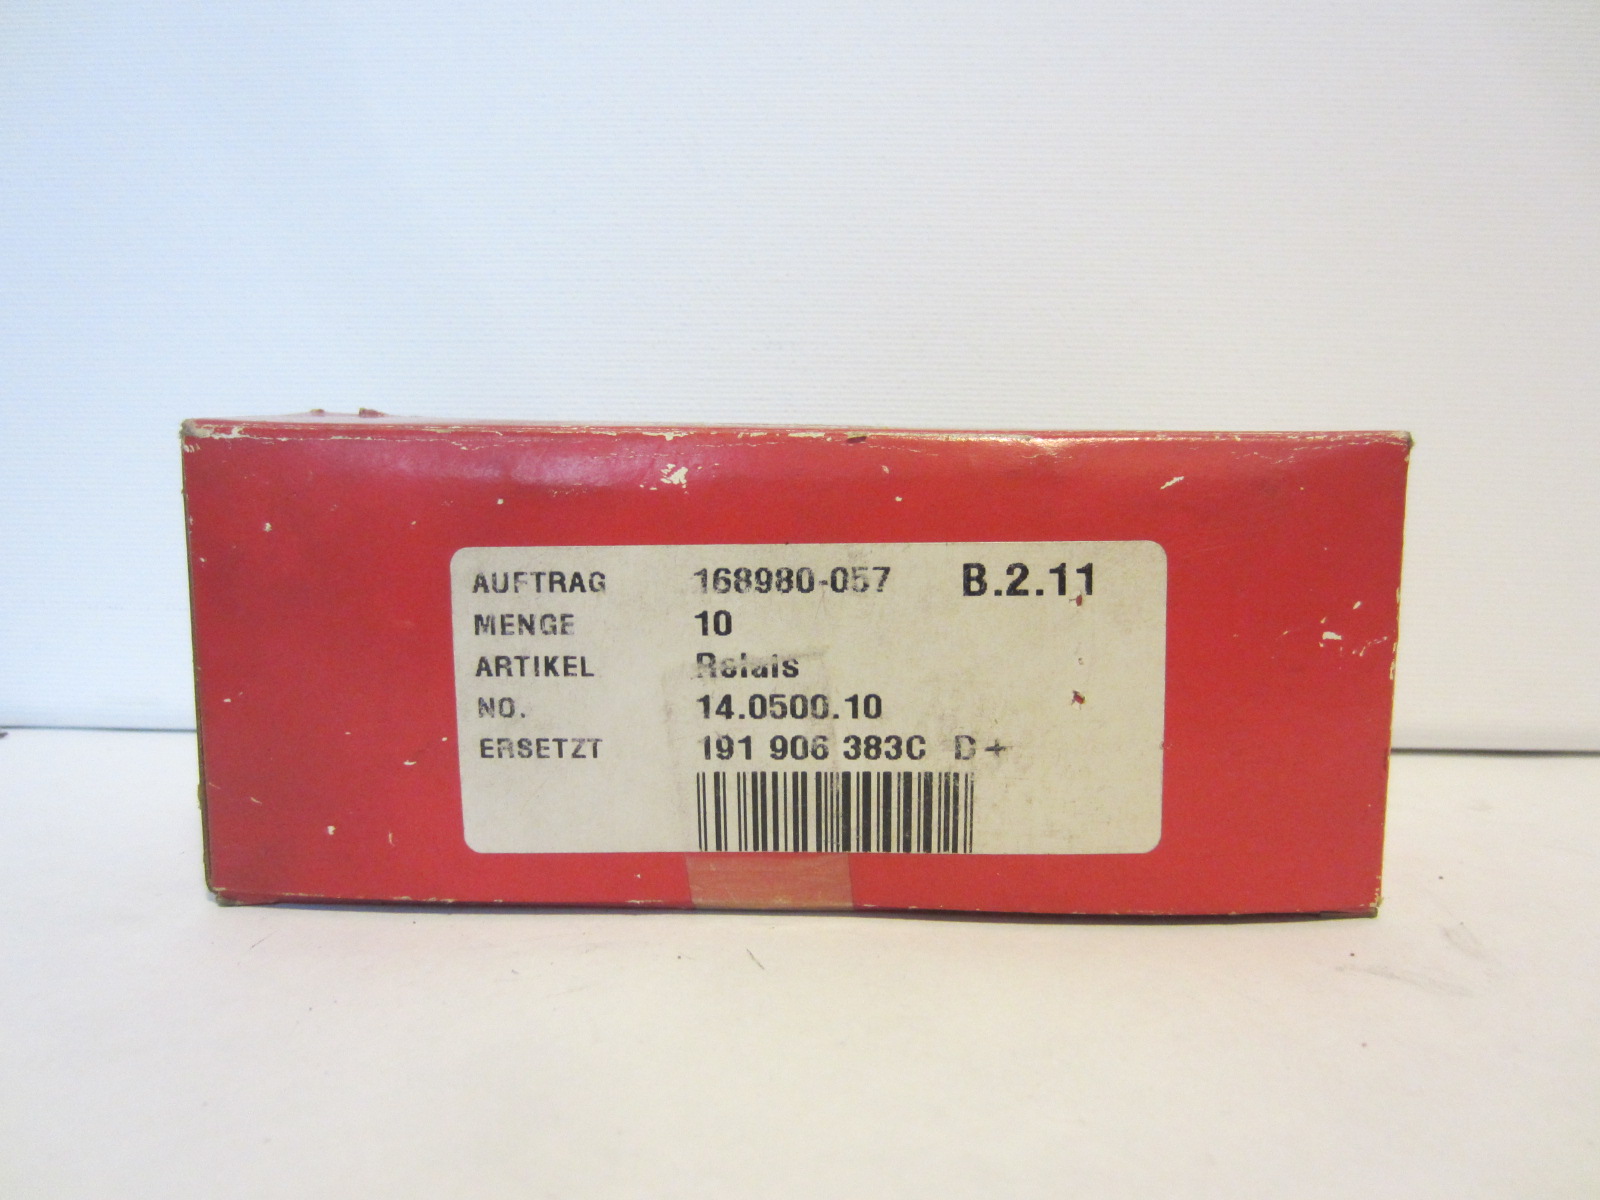 AUFTRAG 168980-057 B.2.11
MENGE 10
ARTIKEL Relais
NO. 14.0500.10
ERSETZT 191 906 383C D+